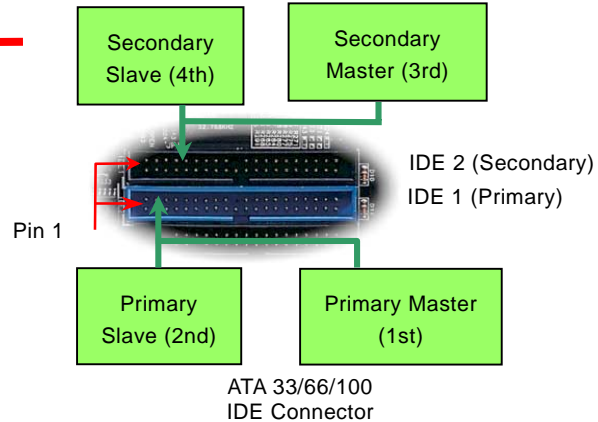 Secondary
Slave (4th)
Secondary
Master (3rd)
IDE 2 (Secondary)
IDE 1 (Primary)
Pin 1
Primary
Slave (2nd)
Primary Master
(1st)
ATA 33/66/100
IDE Connector